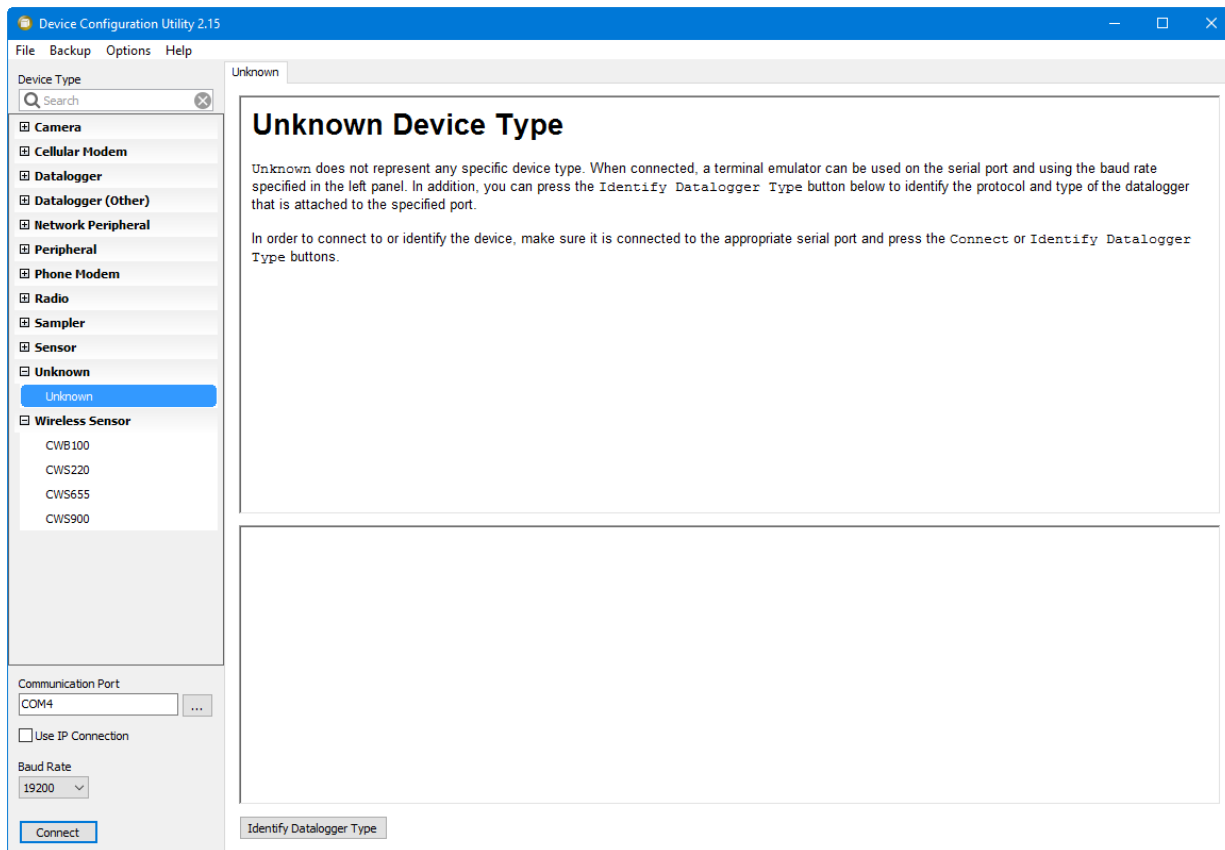 Device Configuration Utility 2.15
File Backup Options Help
Device Type
Search
Camera
Cellular Modem
Datalogger
Datalogger (Other)
Network Peripheral
Peripheral
Phone Modem
Radio
Sampler
Sensor
Unknown
Unknown
Wireless Sensor
CWB100
CWS220
CWS655
CWS900
Communication Port
COM4
...
Use IP Connection
Baud Rate
19200
Connect
Unknown
Unknown Device Type
Unknown does not represent any specific device type. When connected, a terminal emulator can be used on the serial port and using the baud rate
specified in the left panel. In addition, you can press the Identify Datalogger Type button below to identify the protocol and type of the datalogger
that is attached to the specified port.
In order to connect to or identify the device, make sure it is connected to the appropriate serial port and press the Connect or Identify Datalogger
Type buttons.
Identify Datalogger Type